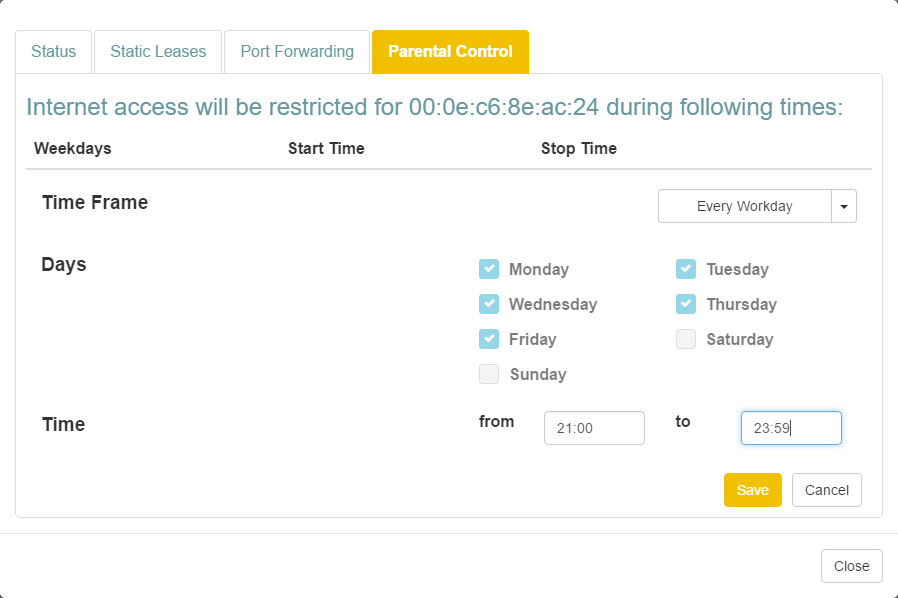 Status Static Leases Port Forwarding Parental Control
Internet access will be restricted for 00:0e:c6:8e:ac:24 during following times:
Weekdays Start Time Stop Time
Time Frame Every Workday
Days Monday Tuesday
Wednesday Thursday
Friday Saturday
Sunday
Time from 21:00 to 23:59
Save Cancel
Close